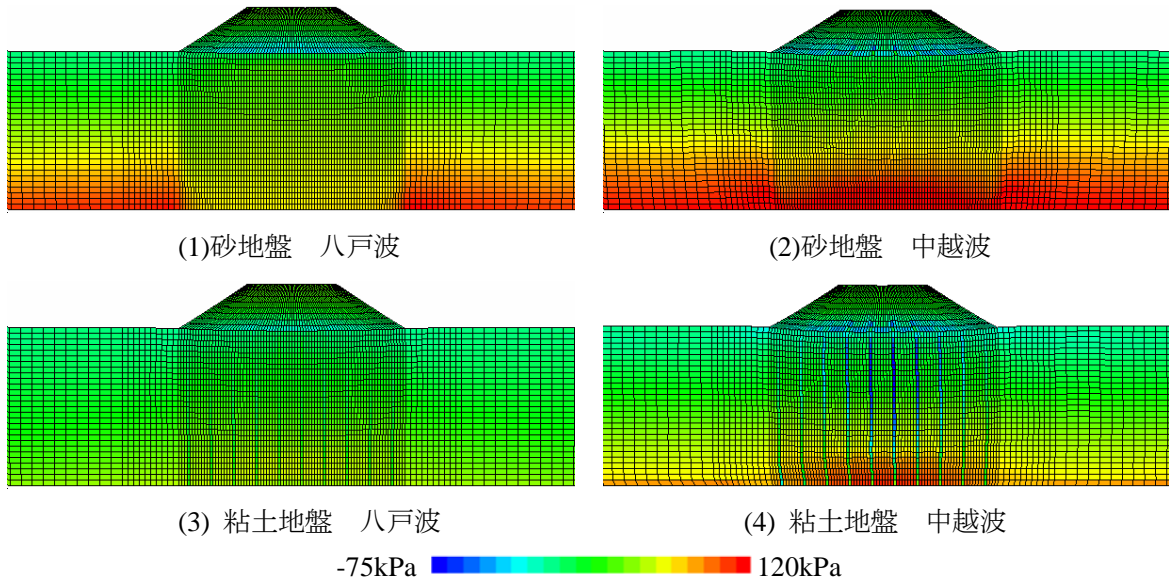 (1)砂地盤 八戸波
(2)砂地盤 中越波
(3) 粘土地盤 八戸波
(4) 粘土地盤 中越波
-75kPa 120kPa